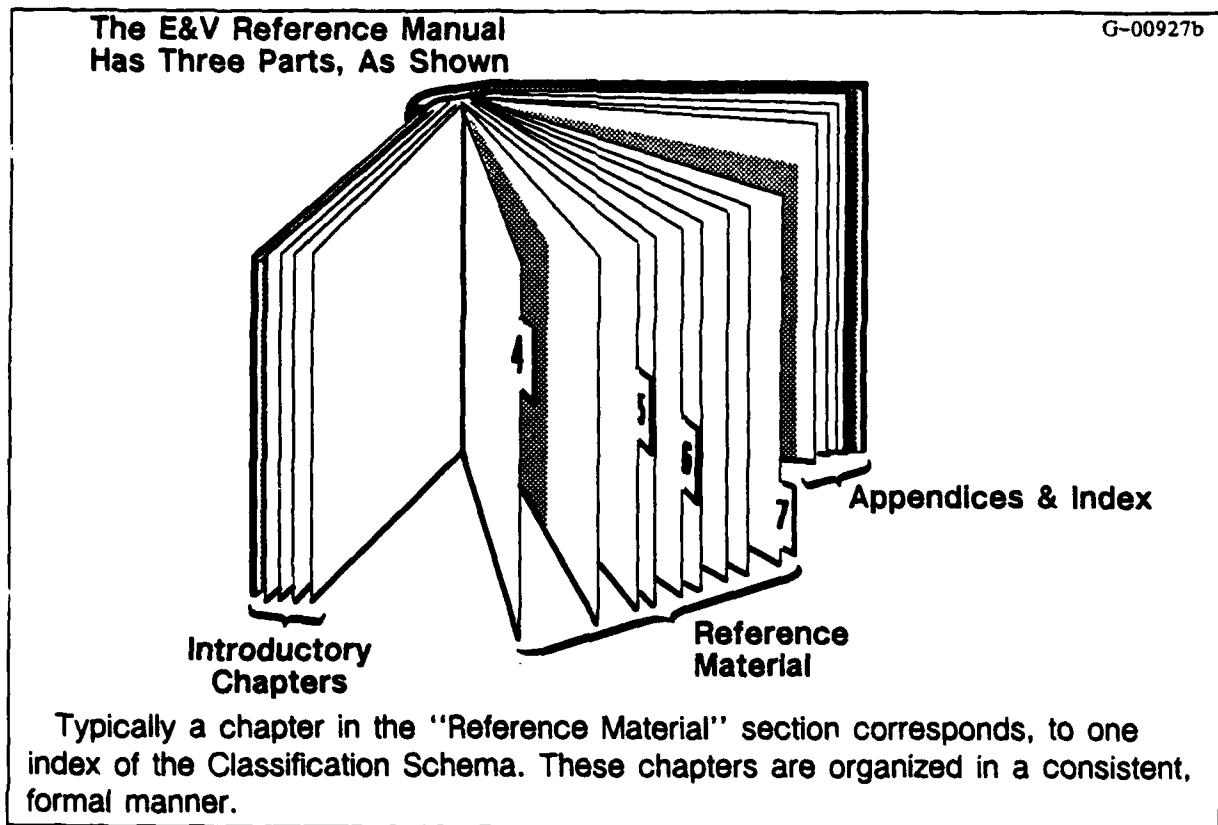 The E&V Reference Manual
Has Three Parts, As Shown
G-00927b
4
5
6
7
Appendices & Index
Reference
Material
Introductory
Chapters
Typically a chapter in the "Reference Material" section corresponds, to one
index of the Classification Schema. These chapters are organized in a consistent,
formal manner.